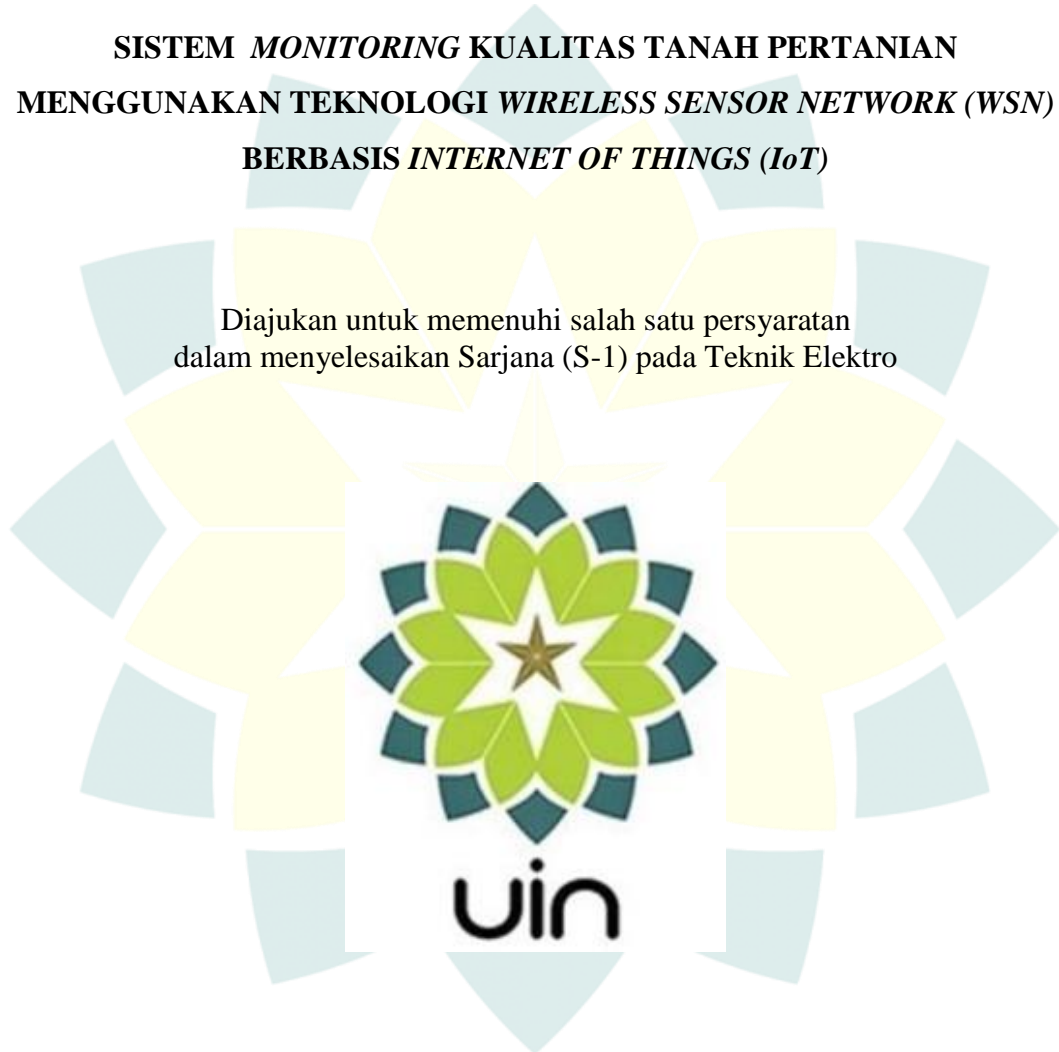 SISTEM MONITORING KUALITAS TANAH PERTANIAN
MENGGUNAKAN TEKNOLOGI WIRELESS SENSOR NETWORK (WSN)
BERBASIS INTERNET OF THINGS (IoT)
Diajukan untuk memenuhi salah satu persyaratan
dalam menyelesaikan Sarjana (S-1) pada Teknik Elektro
uin